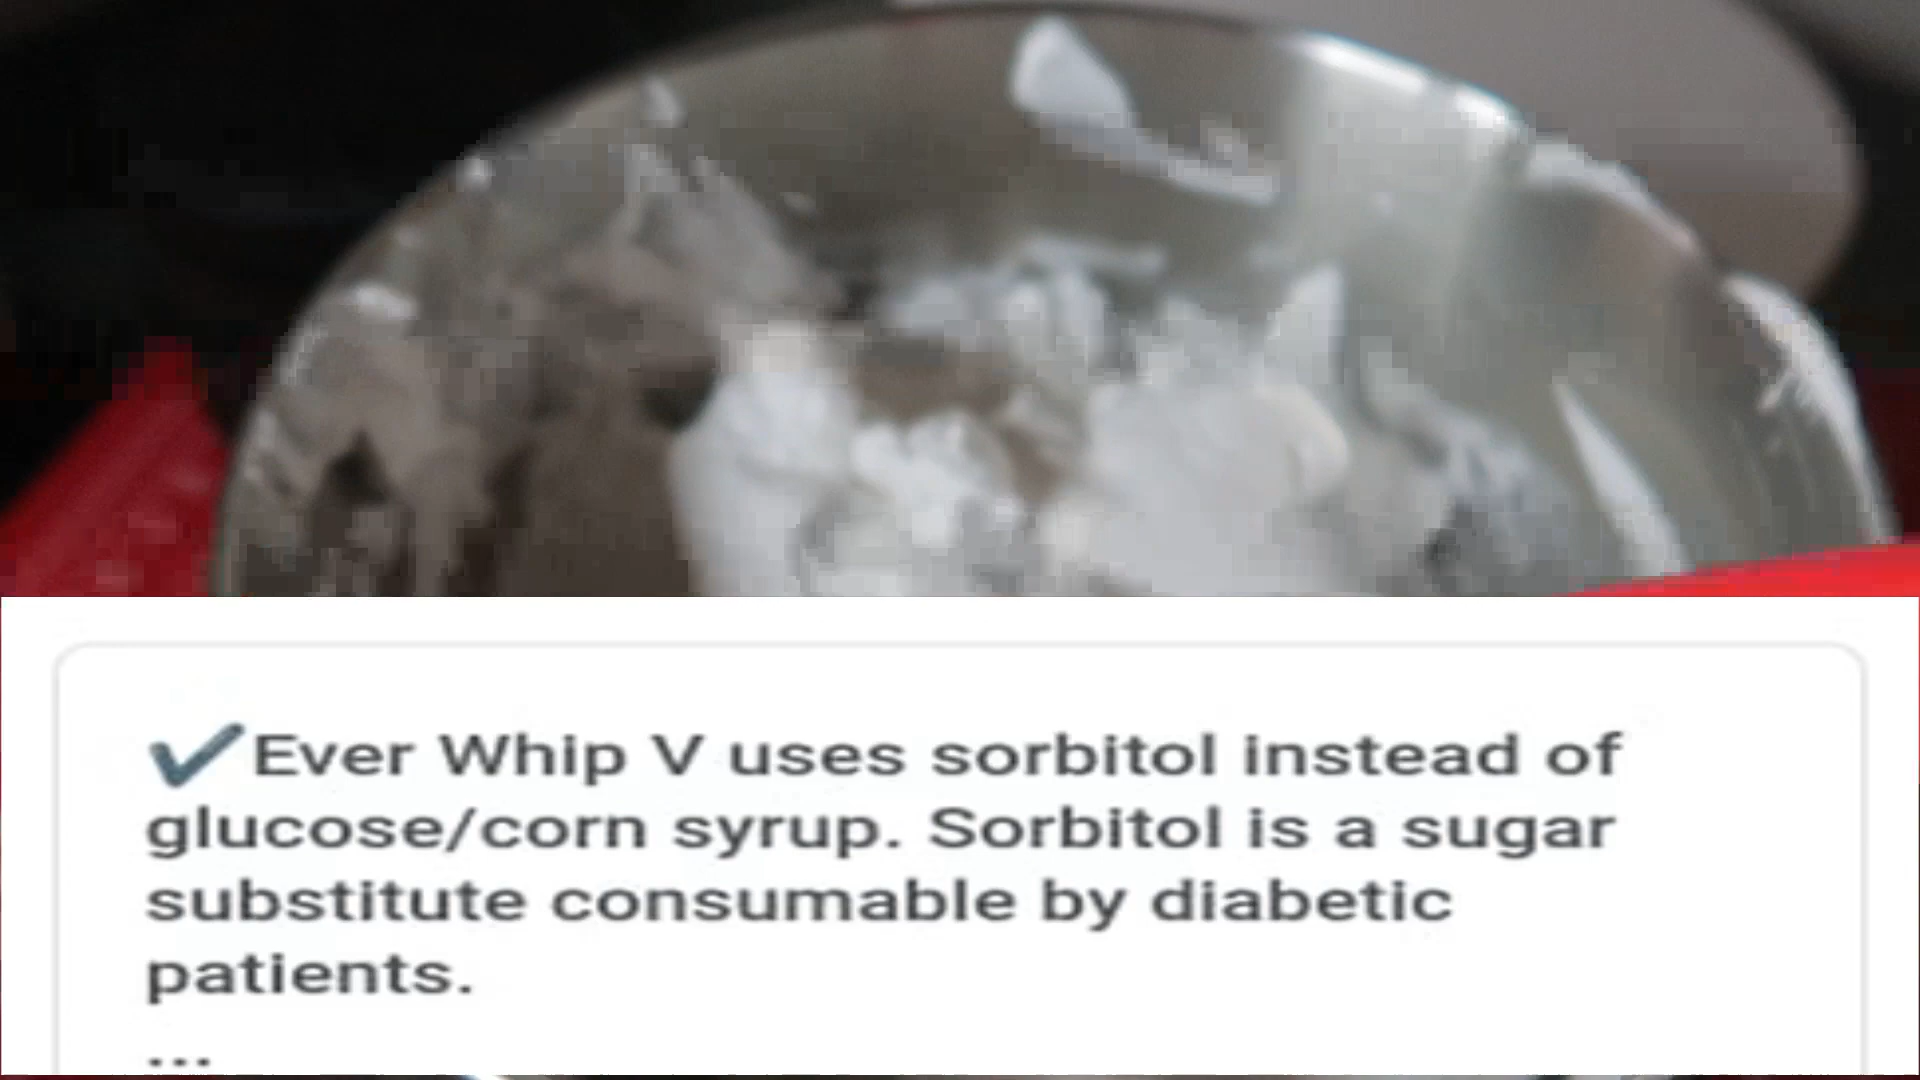 ✔Ever Whip V uses sorbitol instead of
glucose/corn syrup. Sorbitol is a sugar
substitute consumable by diabetic
patients.
...